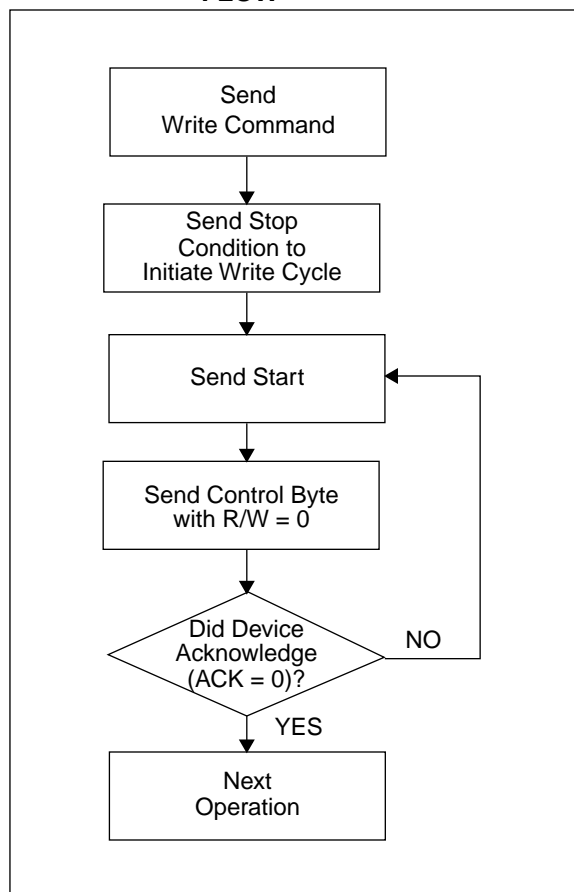 Send
Write Command
Send Stop
Condition to
Initiate Write Cycle
Send Start
Send Control Byte
with R/W = 0
Did Device
Acknowledge
(ACK = 0)?
NO
YES
Next
Operation